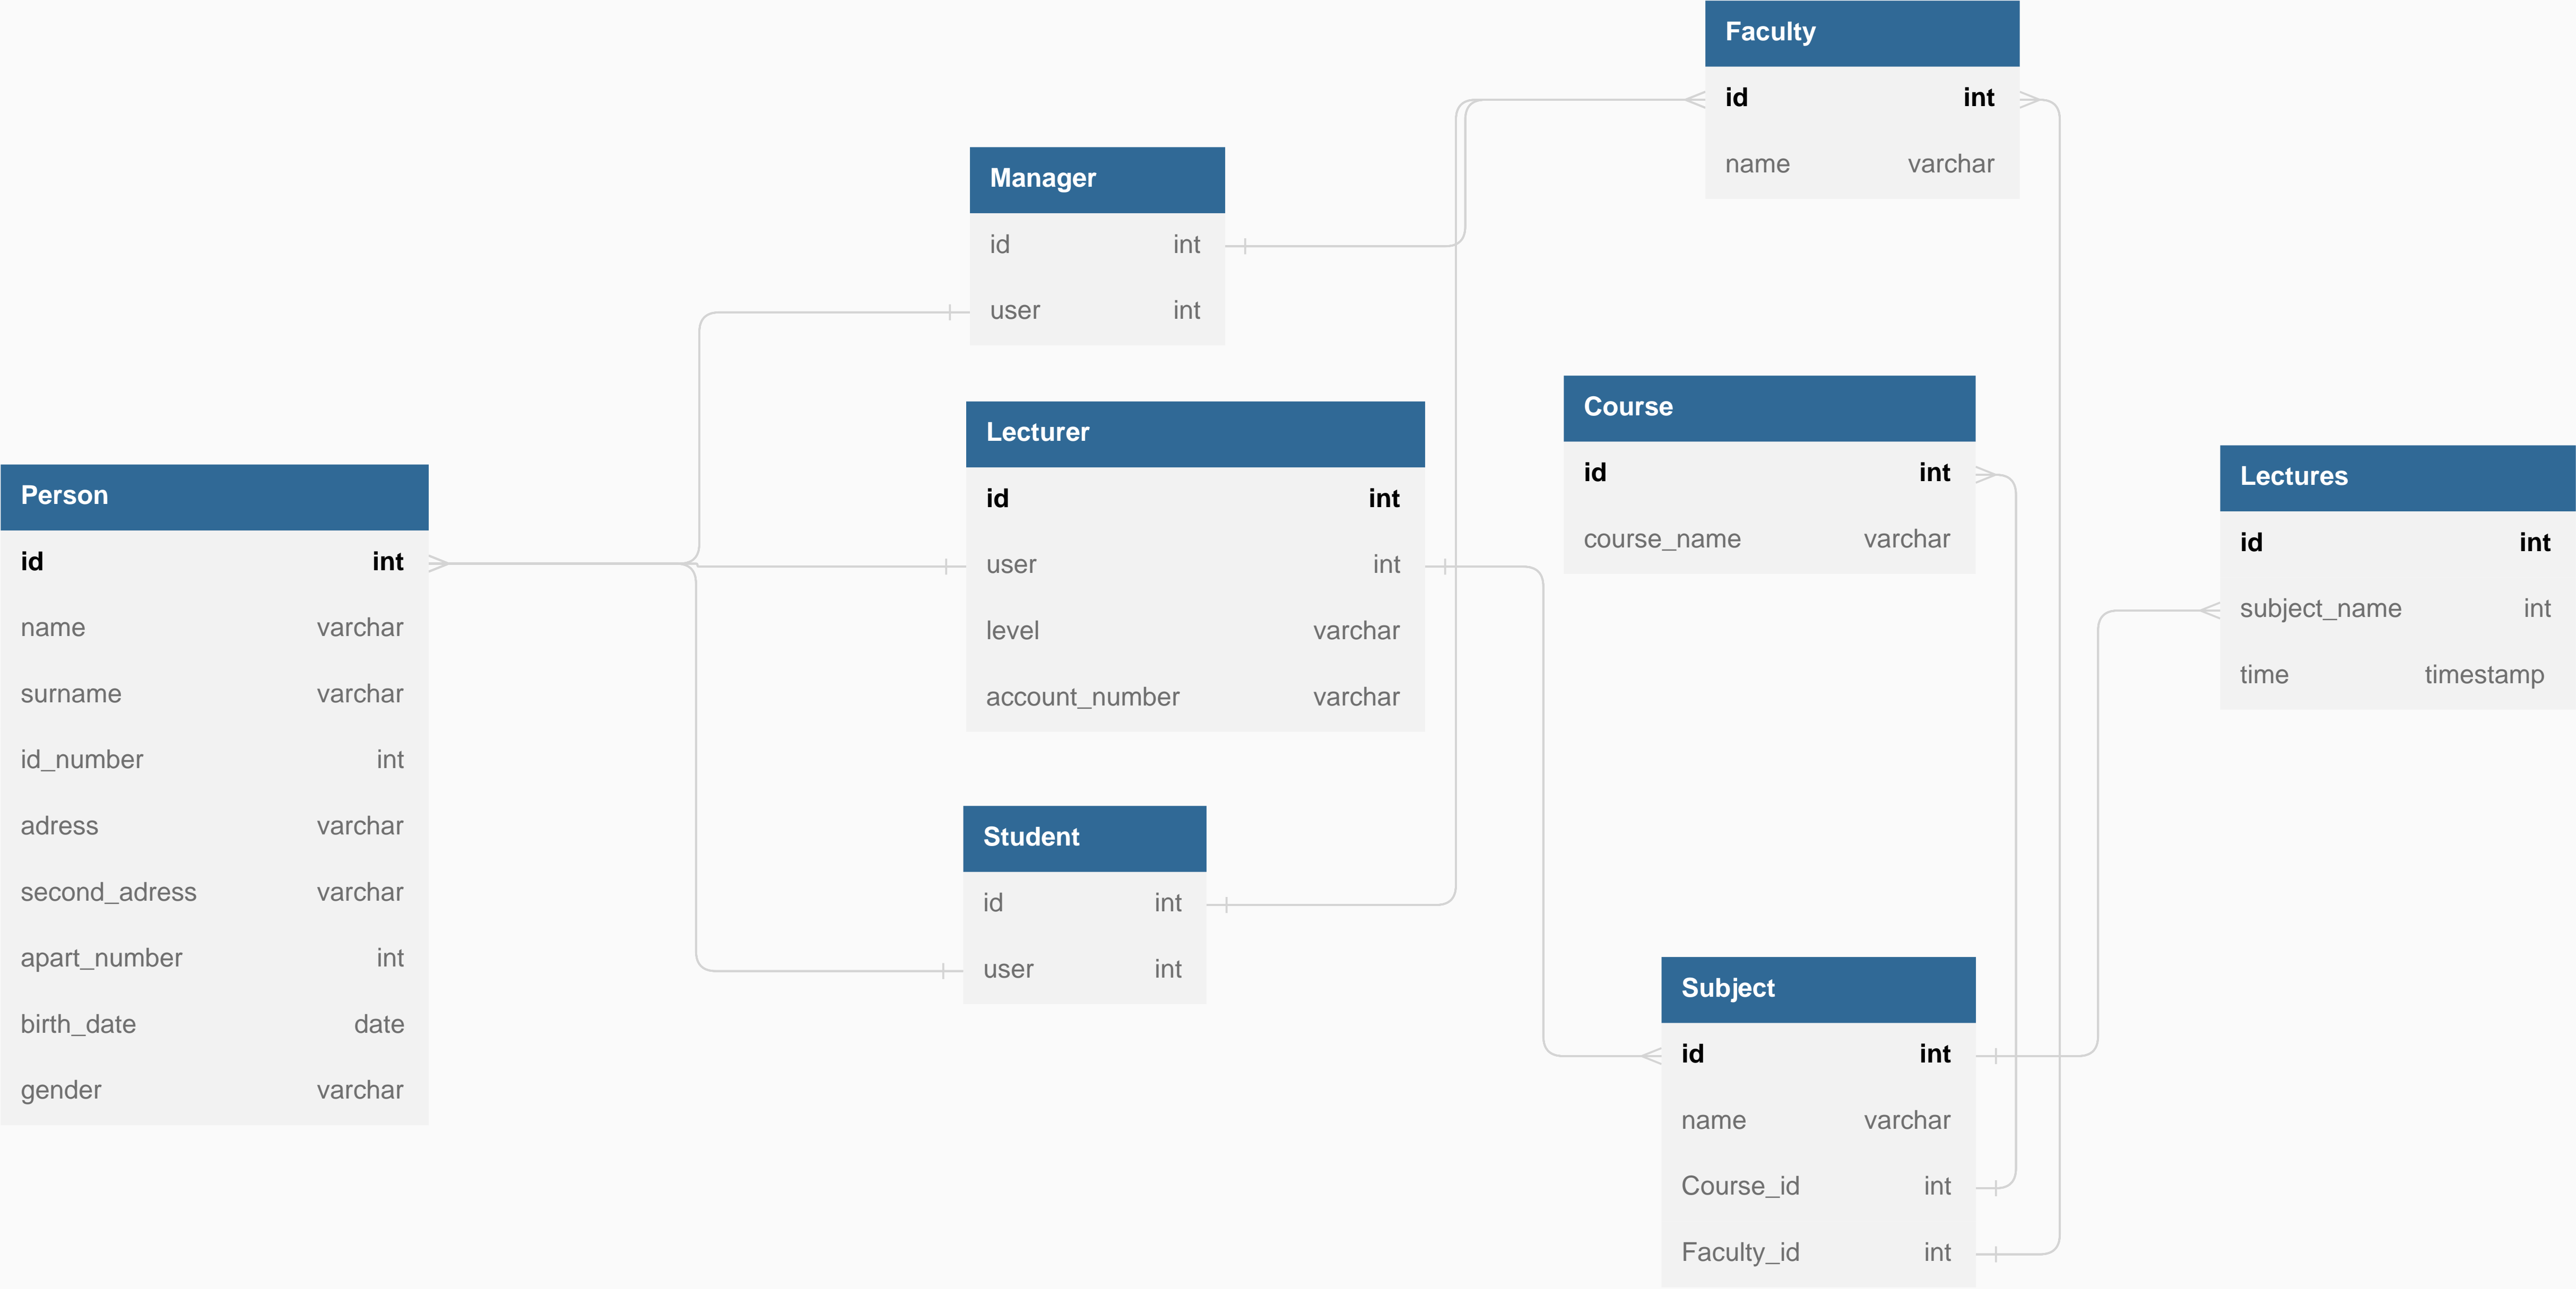 Faculty
id int
name varchar
Manager
id int
user int
Course
id int
course_name varchar
Lecturer
id int
user int
level varchar
account_number varchar
Lectures
id int
subject_name int
time timestamp
Person
id int
name varchar
surname varchar
id_number int
adress varchar
second_adress varchar
apart_number int
birth_date date
gender varchar
Student
id int
user int
Subject
id int
name varchar
Course_id int
Faculty_id int